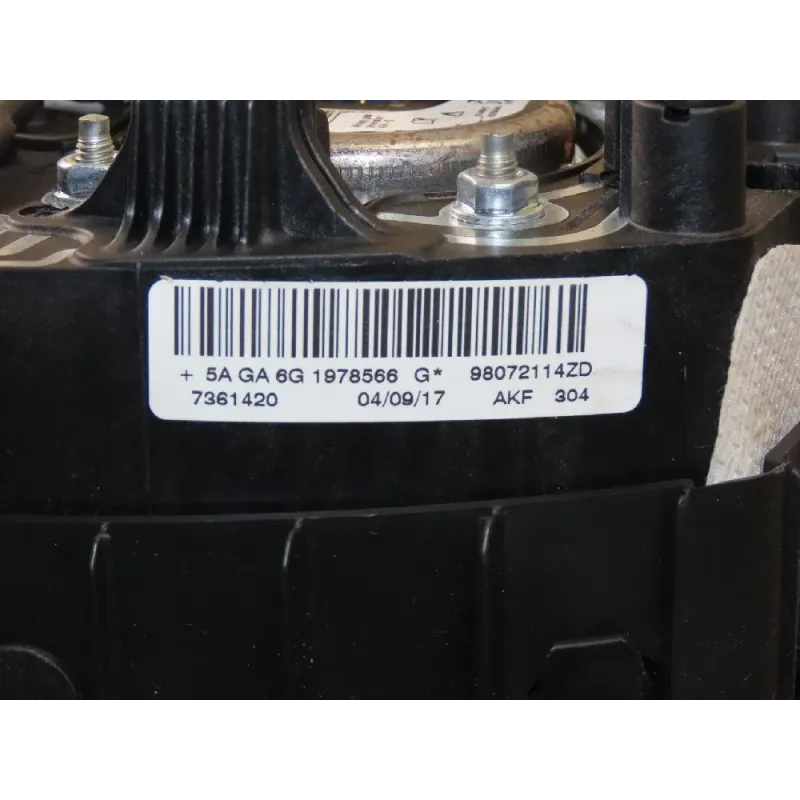 + 5A GA 6G 1978566 G* 98072114ZD
7361420 04/09/17 AKF 304